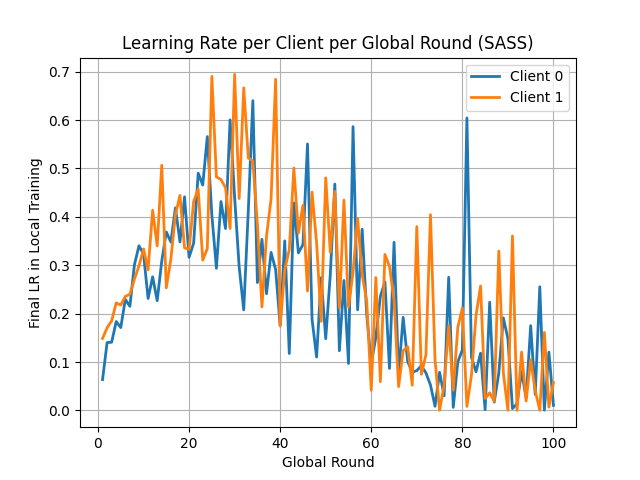 Learning Rate per Client per Global Round (SASS)
Client 0
Client 1
Final LR in Local Training
0.7
0.6
0.5
0.4
0.3
0.2
0.1
0.0
0 20 40 60 80 100
Global Round